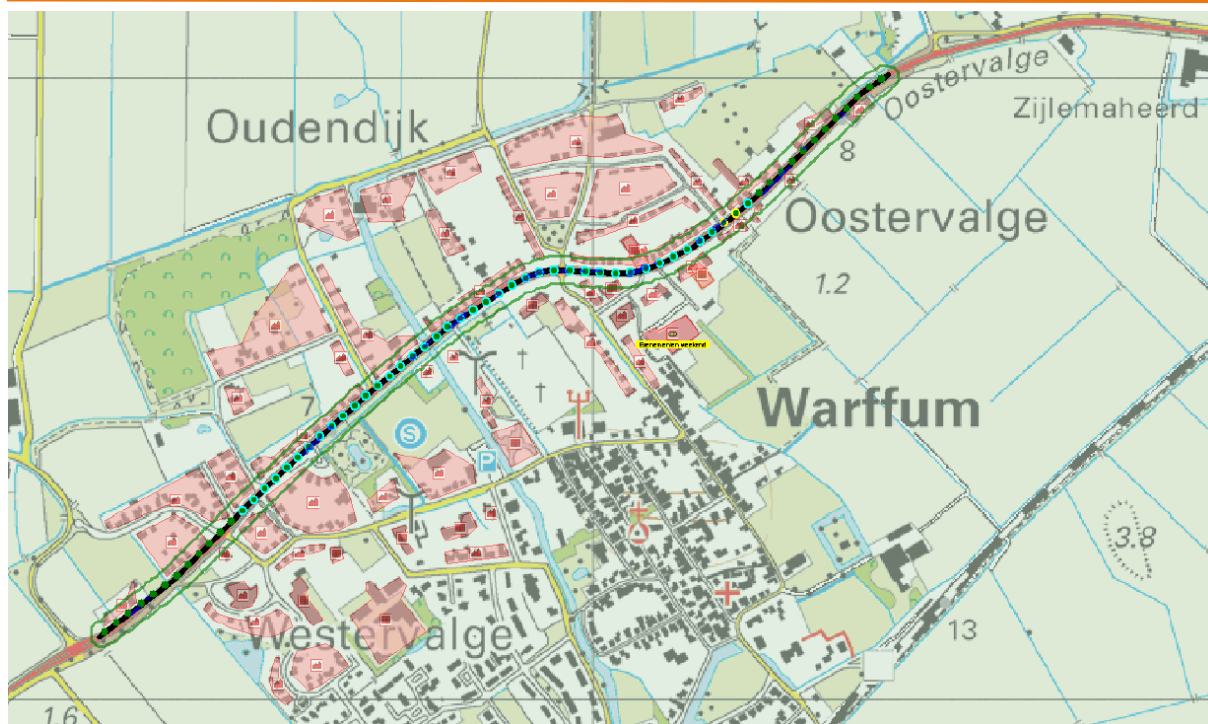 Oostervalge
Zijlemaheerd
Oudendijk
8
Oostervalge
1.2
Warffum
7
S
P
3.8
13
Westervalge
1.6